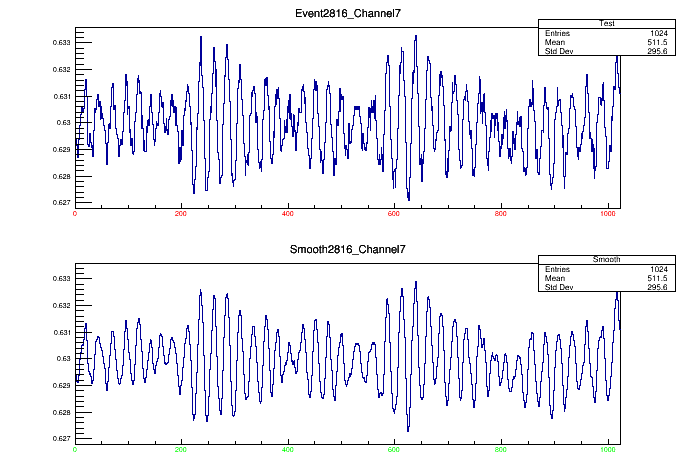 Event2816_Channel7
Test
Entries 1024
Mean 511.5
Std Dev 295.6
0.633
0.632
0.631
0.63
0.629
0.628
0.627
0 200 400 600 800 1000
Smooth2816_Channel7
Smooth
Entries 1024
Mean 511.5
Std Dev 295.6
0.633
0.632
0.631
0.63
0.629
0.628
0.627
0 200 400 600 800 1000